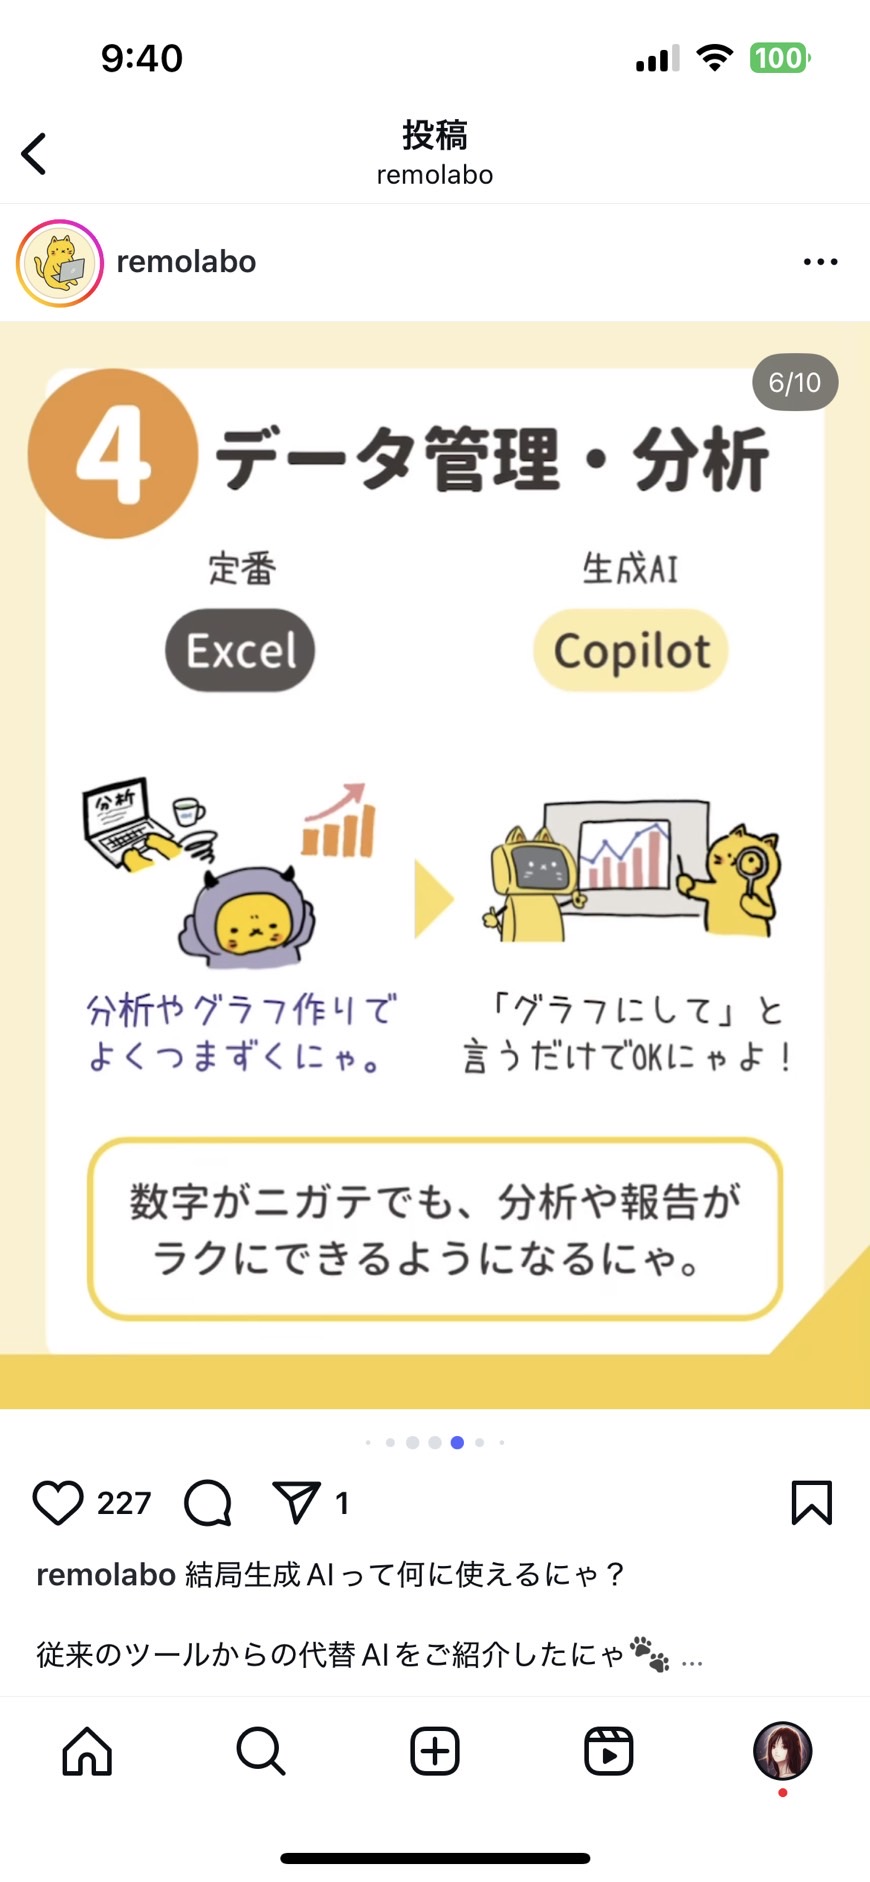 9:40
100
投稿
remolabo
remolabo
6/10
4 データ管理・分析
定番
Excel
生成AI
Copilot
分析
分析やグラフ作りで
よくつまずくにゃ。
「グラフにして」と
言うだけでOKにゃよ！
数字がニガテでも、分析や報告が
ラクにできるようになるにゃ。
227
1
remolabo 結局生成AIって何に使えるにゃ？
従来のツールからの代替AIをご紹介したにゃ🐾 ...